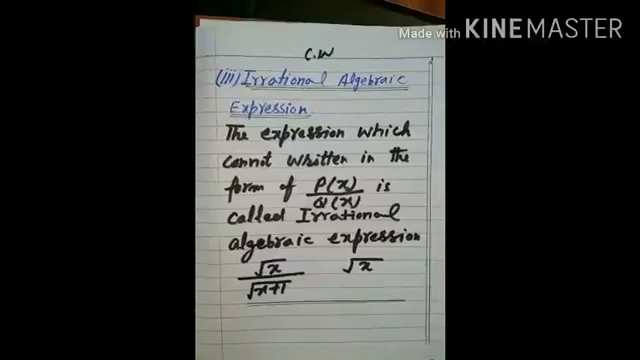 Made with KINEMASTER
C.W
(iii) Irrational Algebraic
Expression.
The expression which
cannot written in the
form of P(x)/Q(x) is
called Irrational
algebraic expression
√x/√x+1 √x